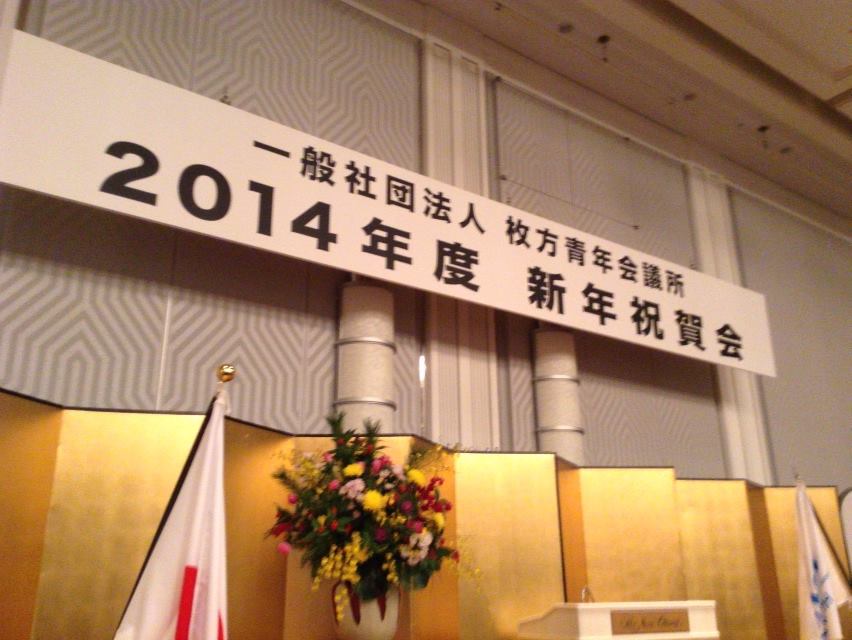 一般社団法人 枚方青年会議所
2014年度 新年祝賀会